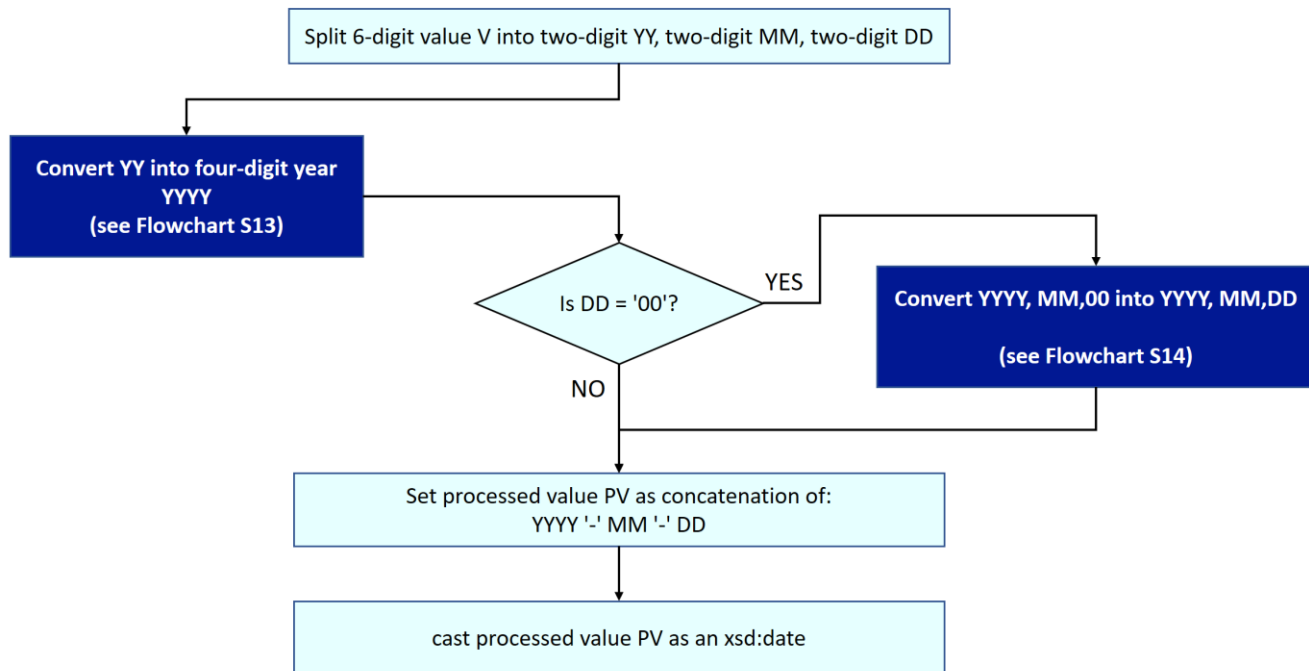 Split 6-digit value V into two-digit YY, two-digit MM, two-digit DD
Convert YY into four-digit year
YYYY
(see Flowchart S13)
Is DD = '00'?
YES
Convert YYYY, MM,00 into YYYY, MM,DD
(see Flowchart S14)
NO
Set processed value PV as concatenation of:
YYYY '-' MM '-' DD
cast processed value PV as an xsd:date